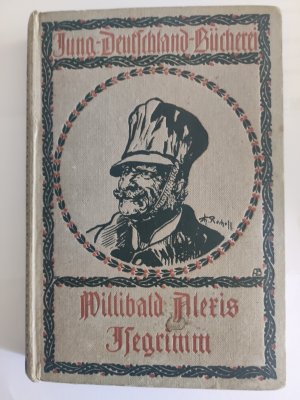 Jung-Deutschland-Bücherei
Willibald Alexis
Isegrimm